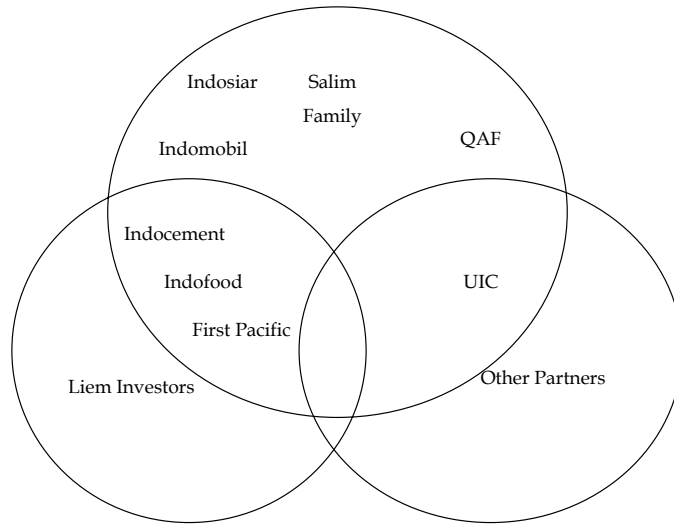 Indosiar
Salim
Family
Indomobil
QAF
Indocement
Indofood
UIC
First Pacific
Liem Investors
Other Partners